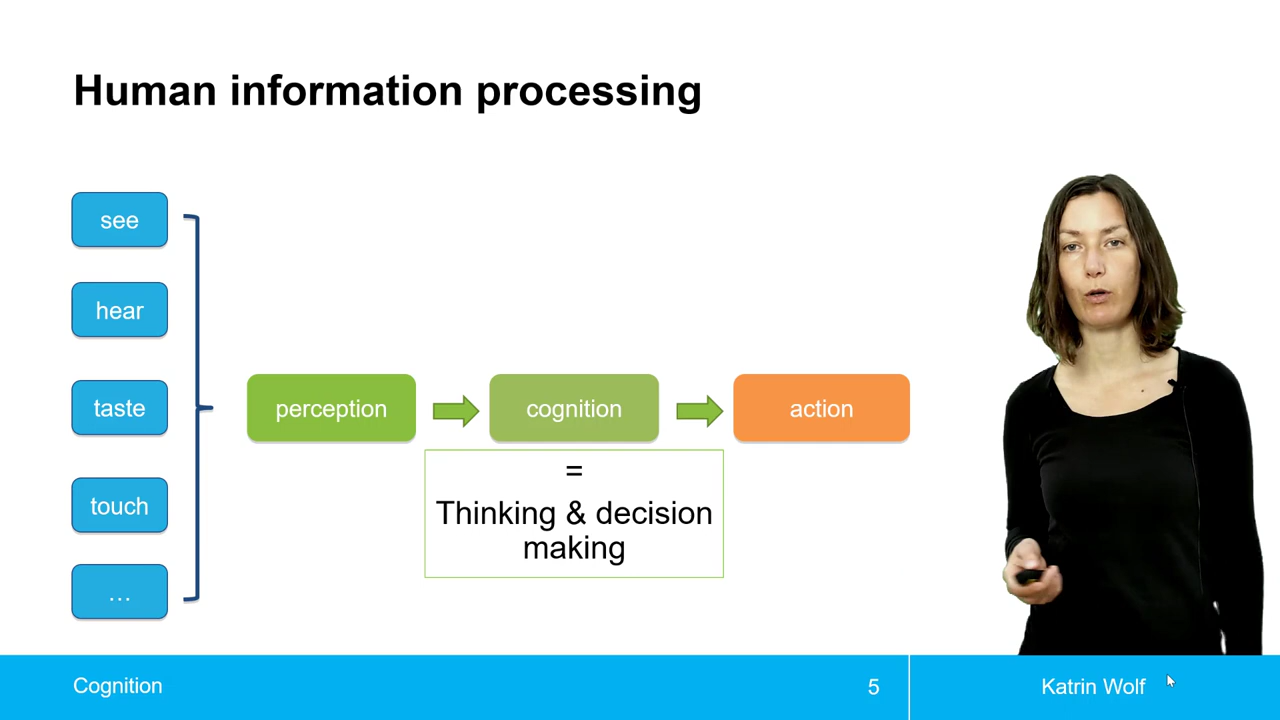 Human information processing
see
hear
taste
touch
…
perception
cognition
action
=
Thinking & decision
making
Cognition
5
Katrin Wolf